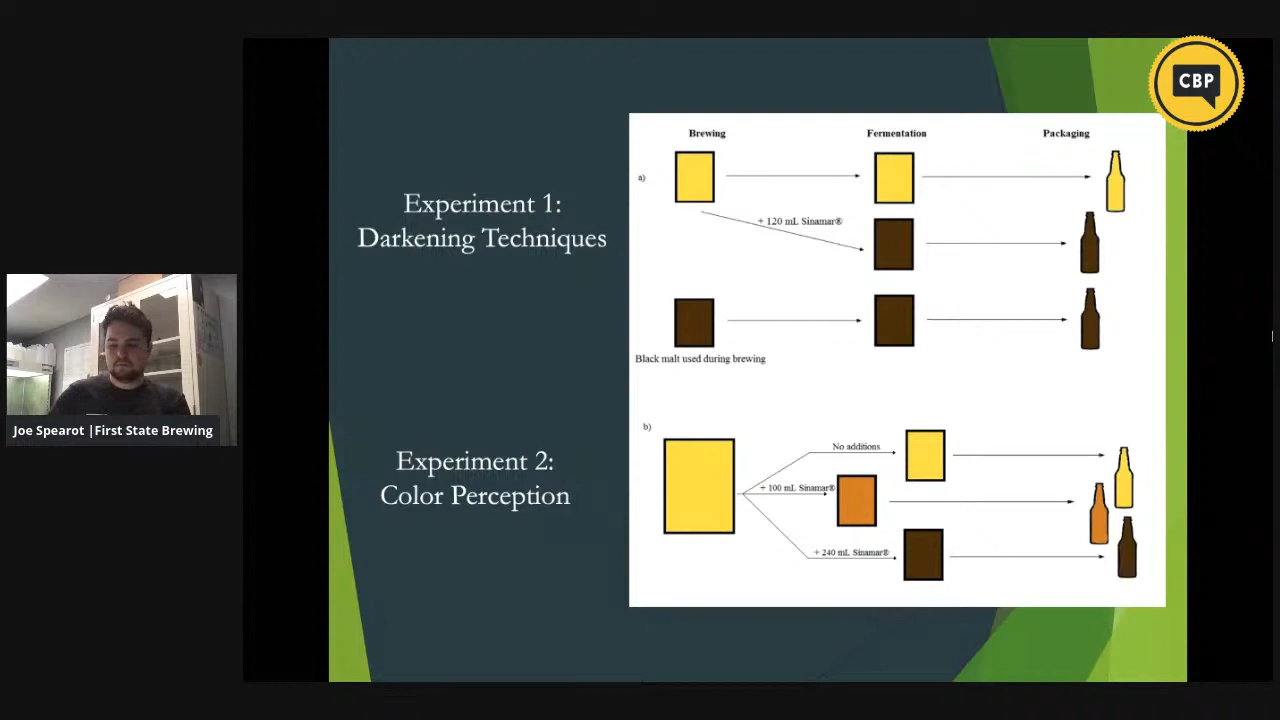 CBP
Experiment 1:
Darkening Techniques
Brewing
Fermentation
Packaging
a)
+ 120 mL Sinamar®
Black malt used during brewing
Joe Spearot |First State Brewing
Experiment 2:
Color Perception
b)
No additions
+ 100 mL Sinamar®
+ 240 mL Sinamar®